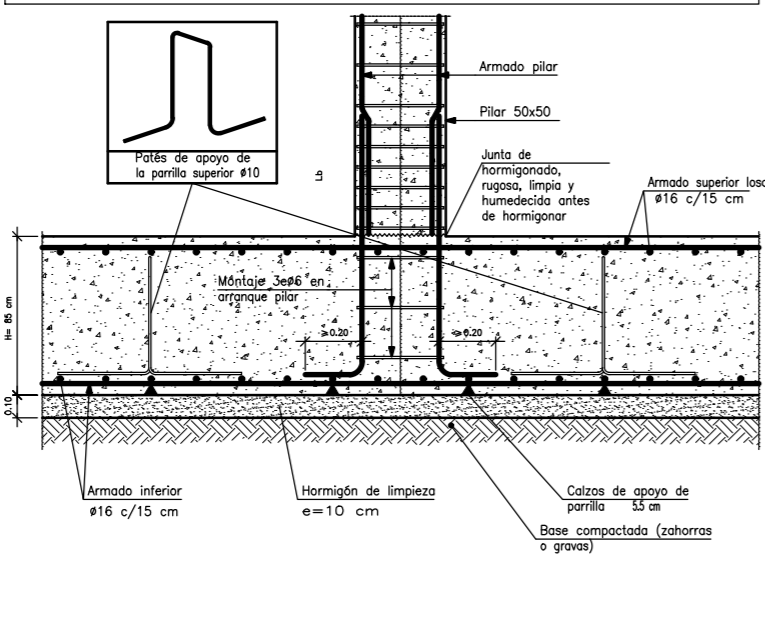 Patés de apoyo de
la parrilla superior ø10
Armado pilar
Pilar 50x50
Lb
Junta de
hormigonado,
rugosa, limpia y
humedecida antes
de hormigonar
Armado superior losa
ø16 c/15 cm
Montaje 3eø6 en
arranque pilar
≥0.20
≥0.20
H= 85 cm
0.10
Armado inferior
ø16 c/15 cm
Hormigón de limpieza
e=10 cm
Calzos de apoyo de
parrilla 5.5 cm
Base compactada (zahorras
o gravas)